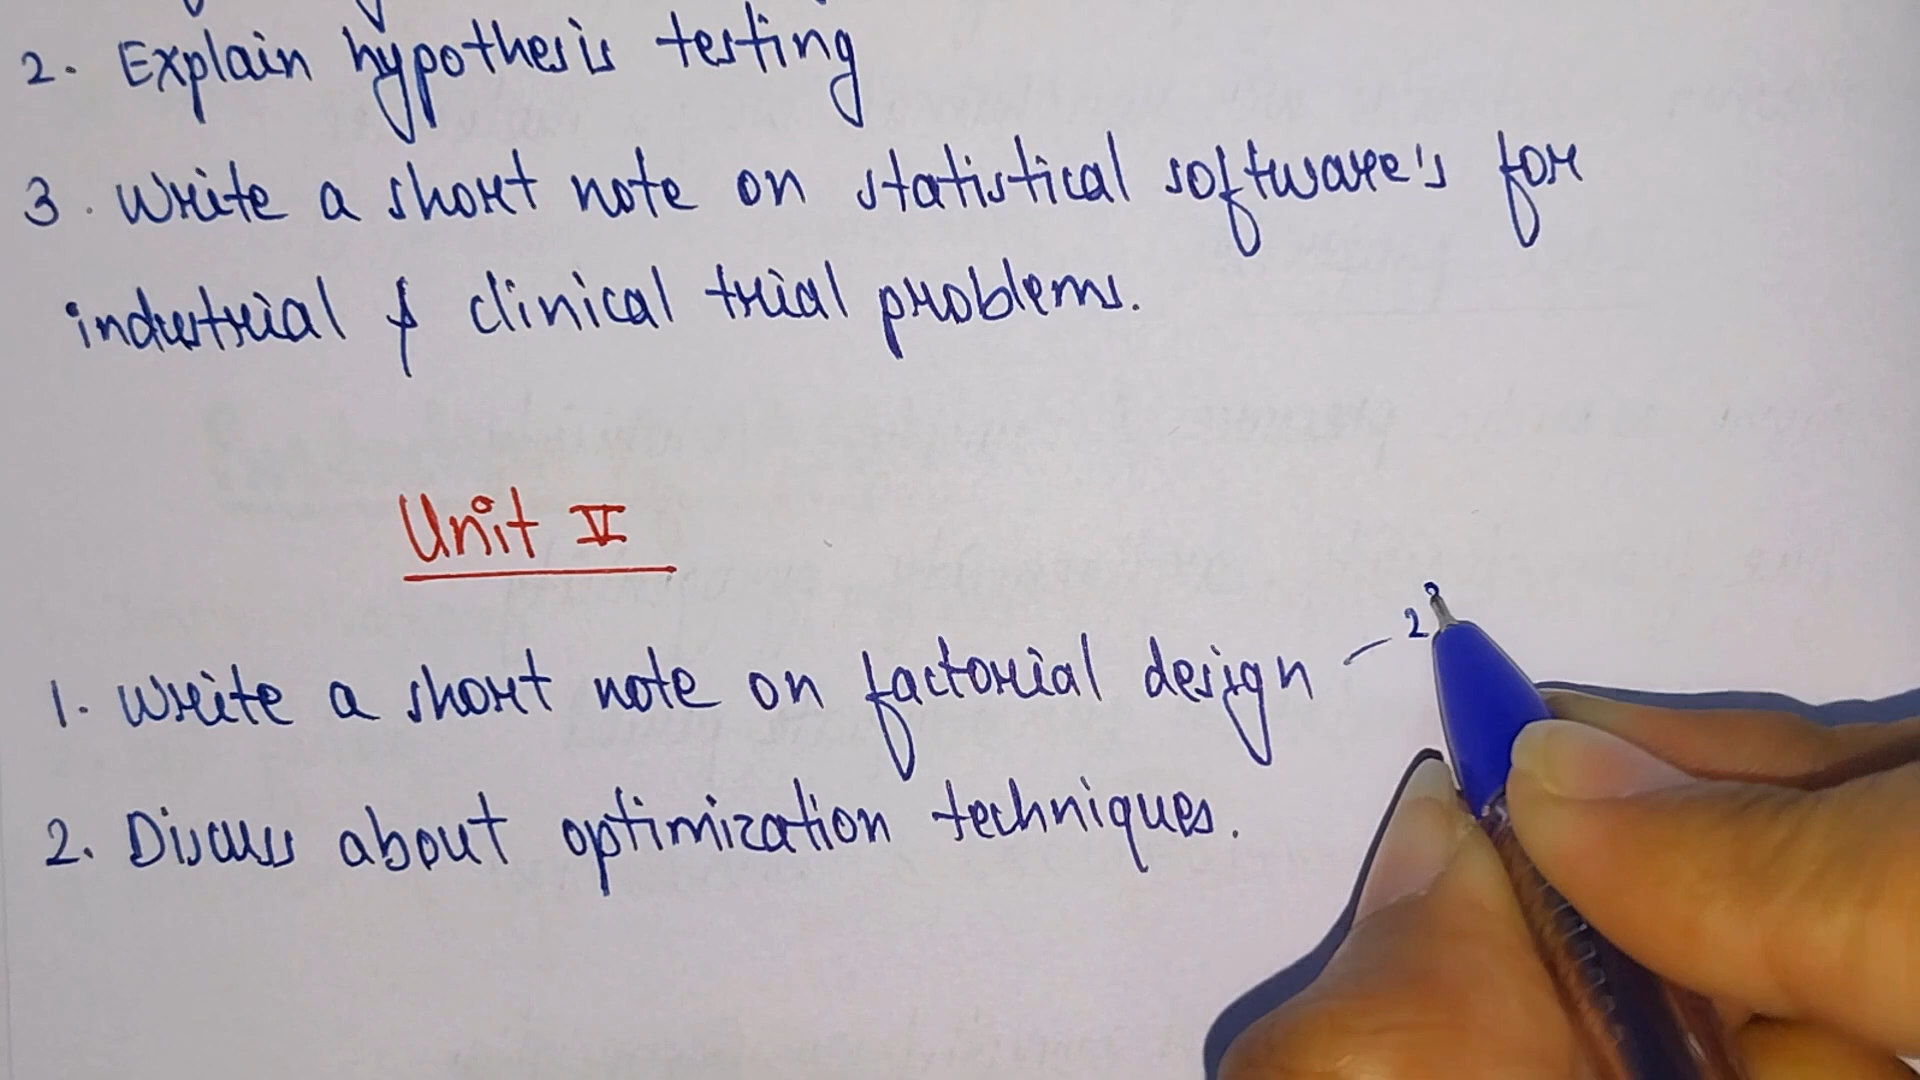 2. Explain hypothesis testing
3. Write a short note on statistical software's for
industrial & clinical trial problems.
Unit V
1. Write a short note on factorial design – 2
2. Discuss about optimization techniques.